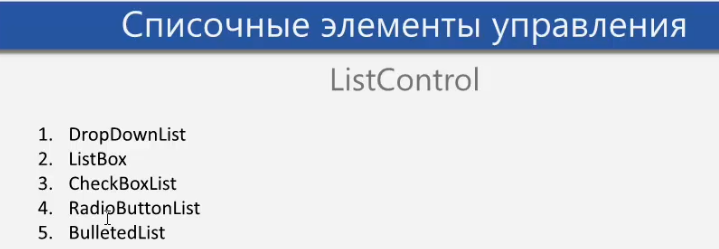 Списочные элементы управления
ListControl
1. DropDownList
2. ListBox
3. CheckBoxList
4. RadioButtonList
5. BulletedList